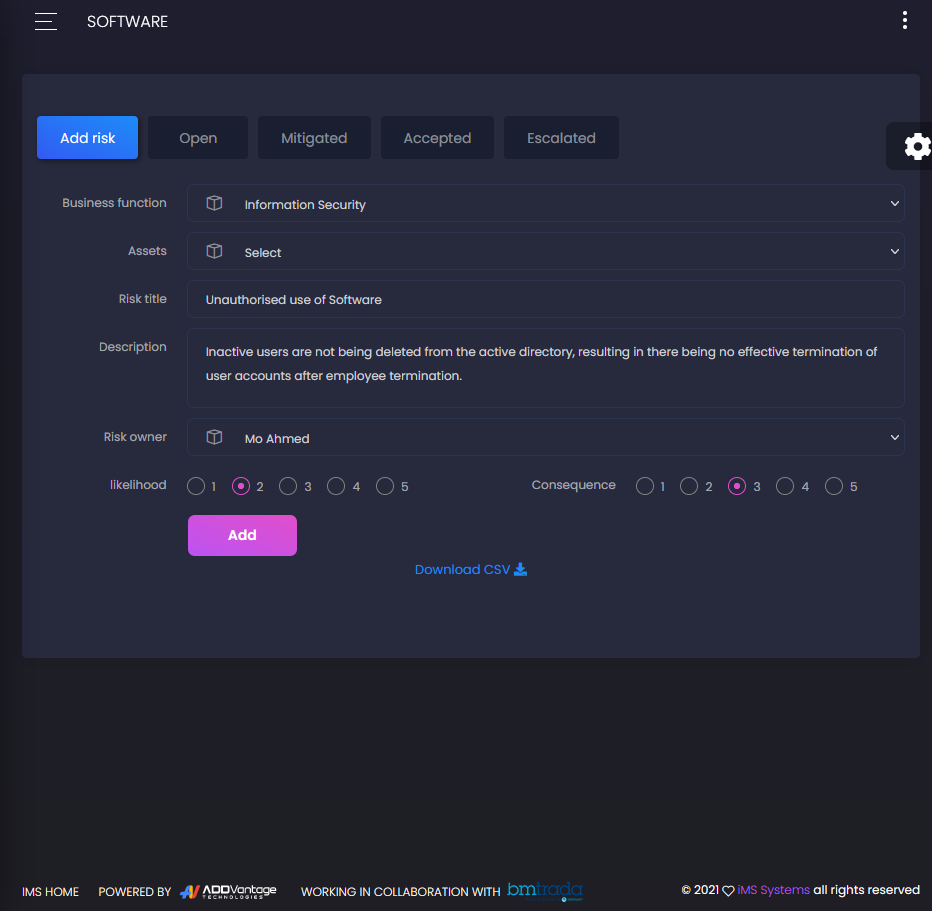 SOFTWARE
Add risk Open Mitigated Accepted Escalated
Business function Information Security
Assets Select
Risk title Unauthorised use of Software
Description Inactive users are not being deleted from the active directory, resulting in there being no effective termination of
user accounts after employee termination.
Risk owner Mo Ahmed
likelihood 1 2 3 4 5 Consequence 1 2 3 4 5
Add
Download CSV
IMS HOME POWERED BY ADDVantage TECHNOLOGIES WORKING IN COLLABORATION WITH bmtrada © 2021 iMS Systems all rights reserved